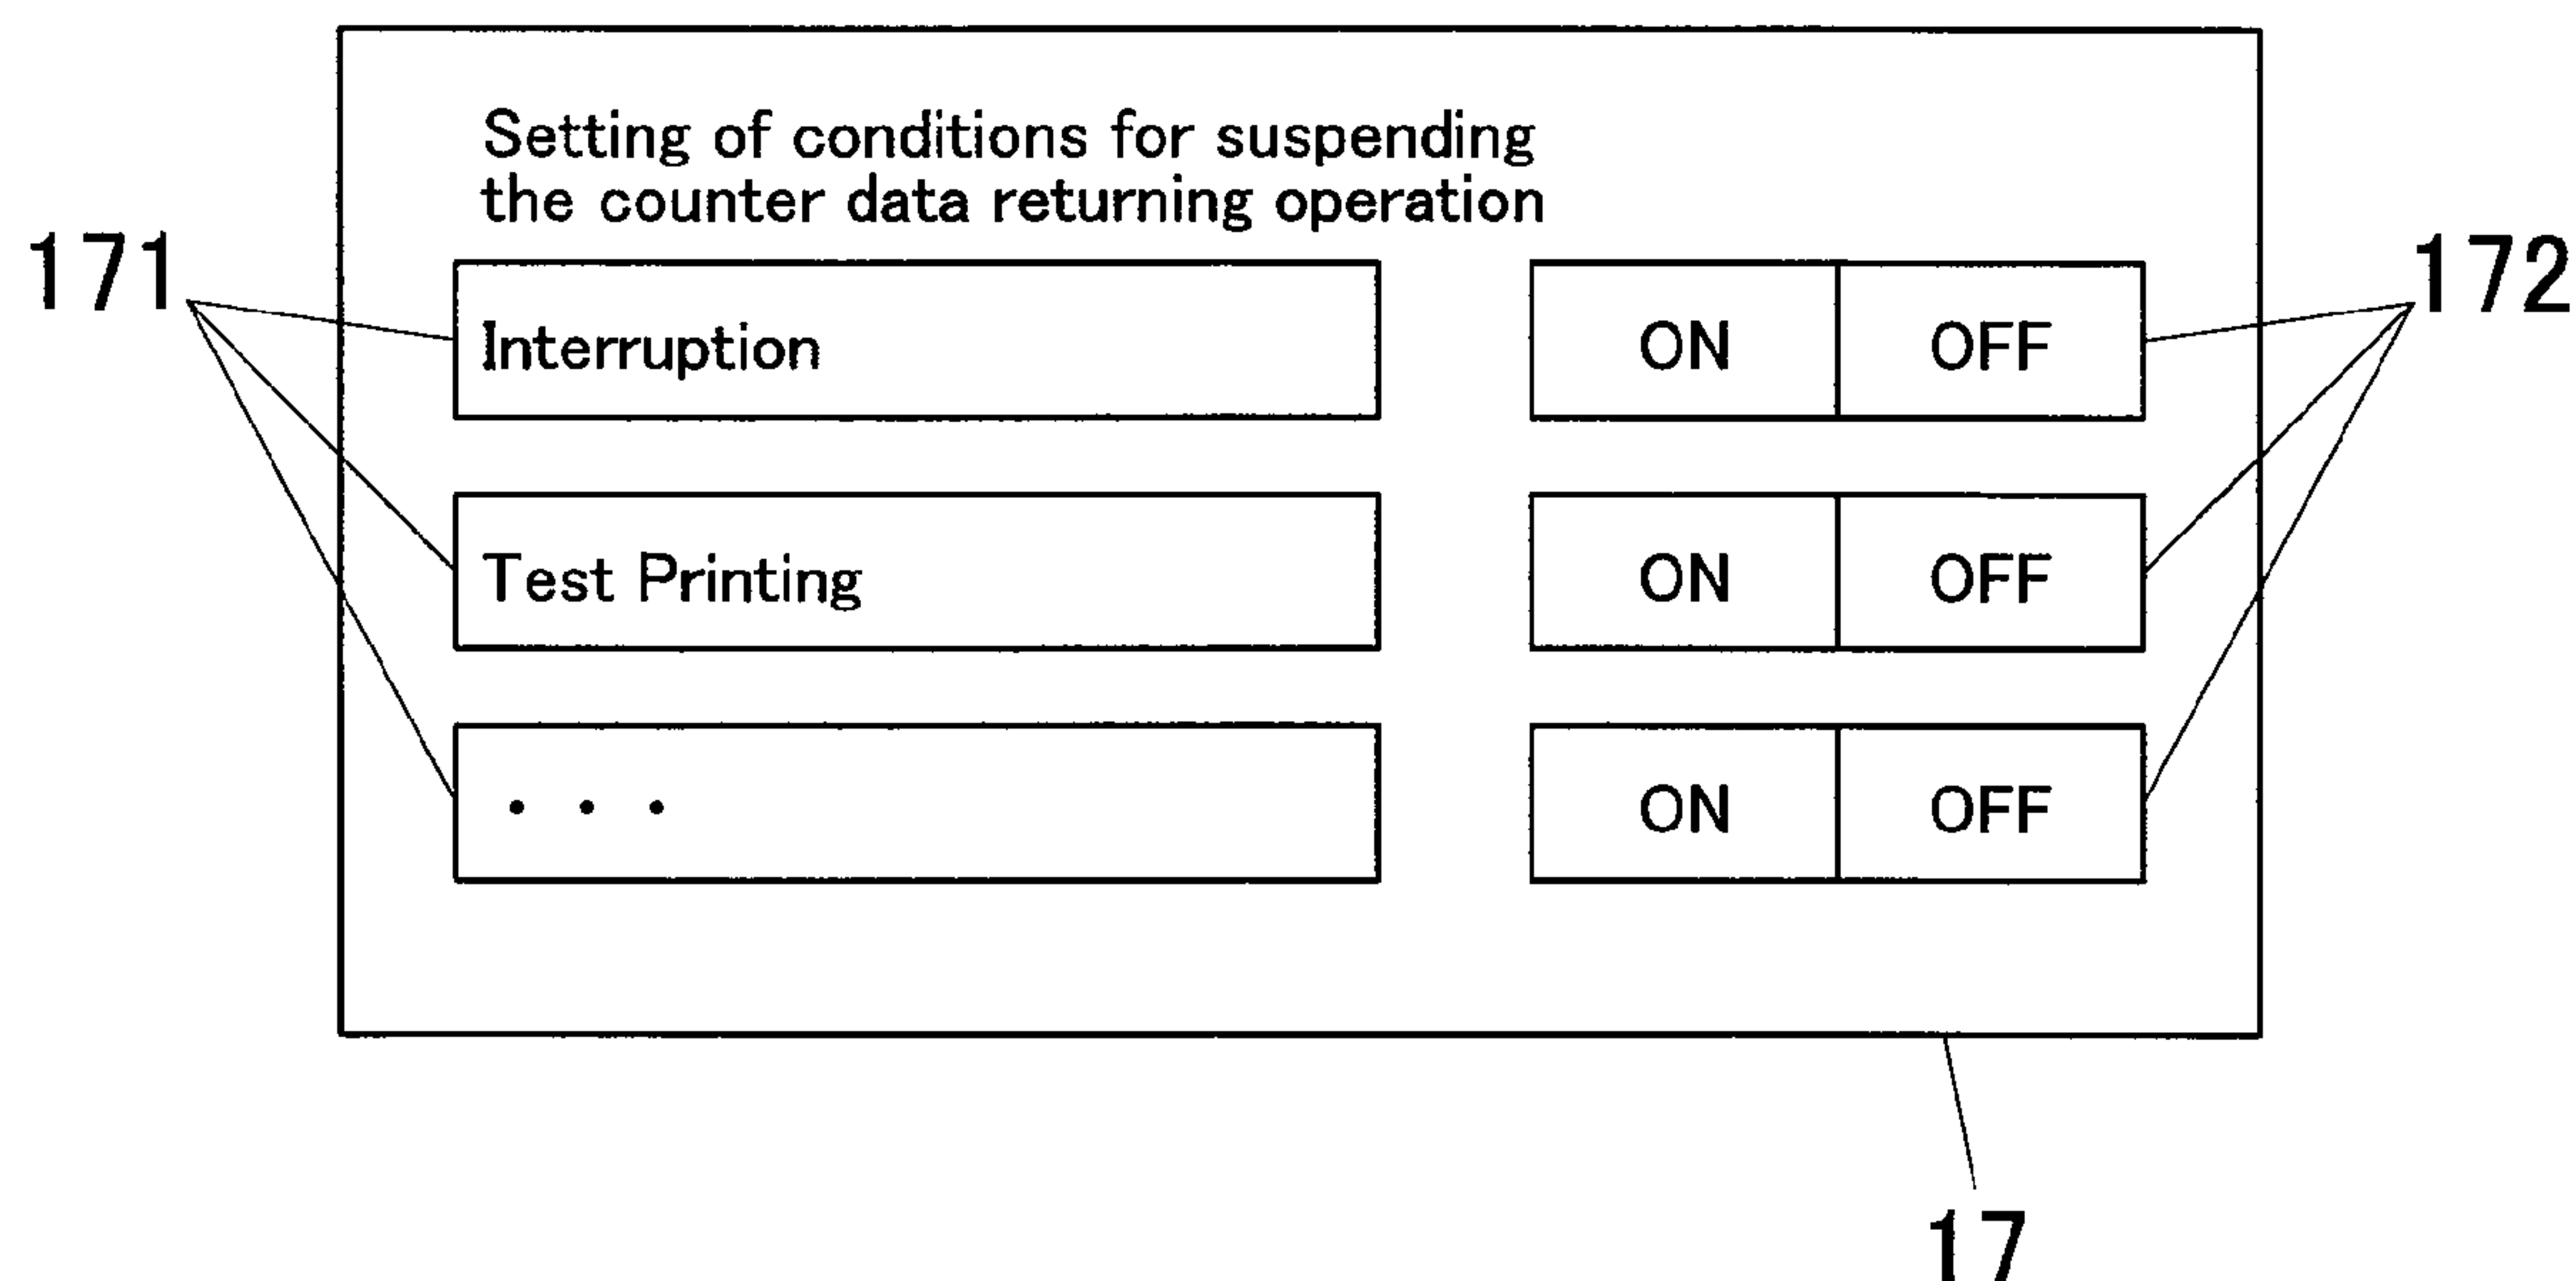 Setting of conditions for suspending
the counter data returning operation
171
172
Interruption ON OFF
Test Printing ON OFF
・・・ ON OFF
17